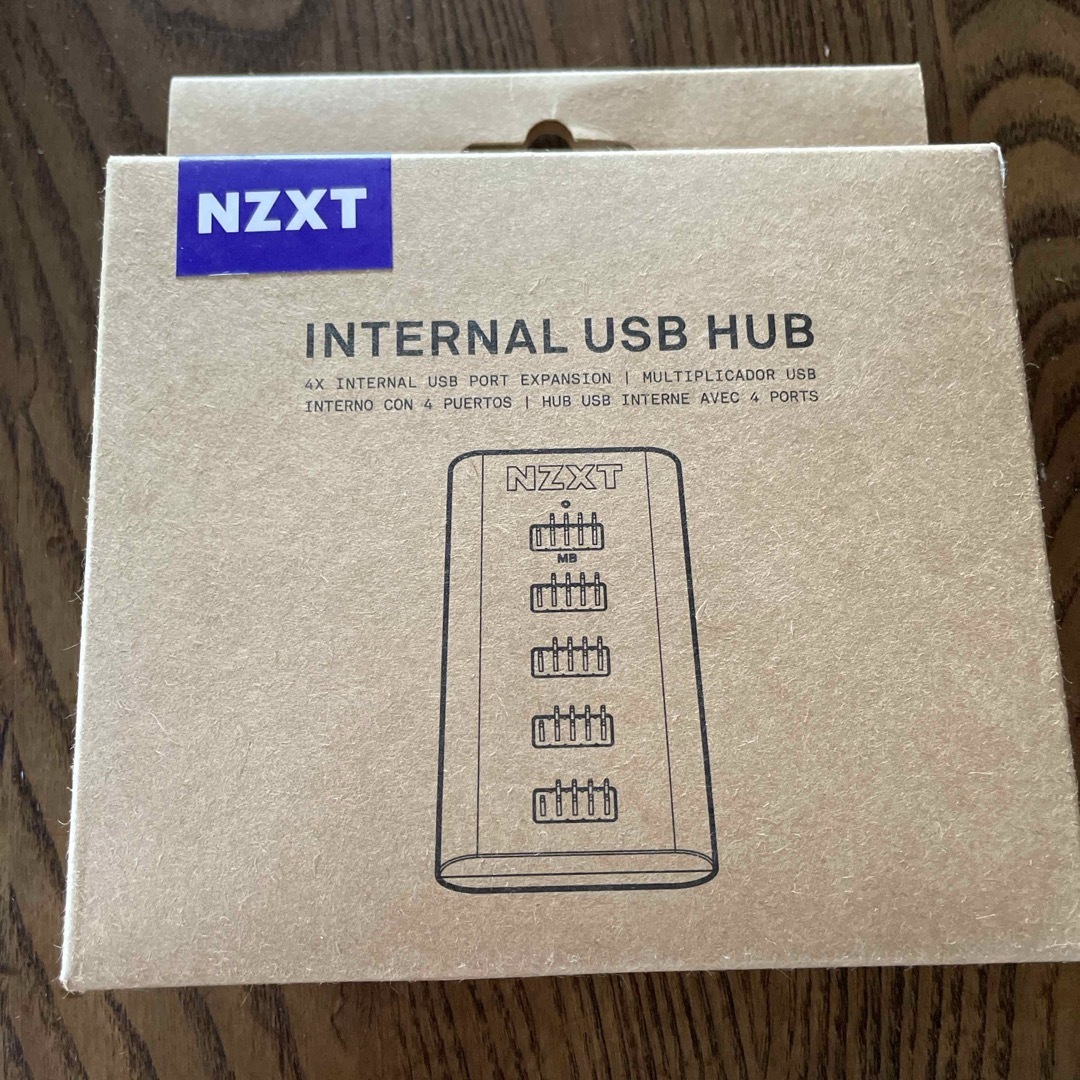 NZXT
INTERNAL USB HUB
4X INTERNAL USB PORT EXPANSION | MULTIPLICADOR USB
INTERNO CON 4 PUERTOS | HUB USB INTERNE AVEC 4 PORTS
NZXT
MB